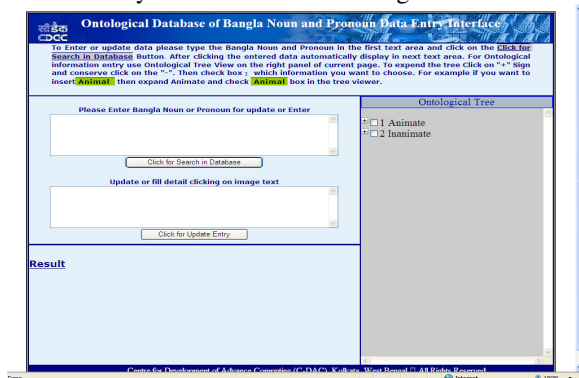 Ontological Database of Bangla Noun and Pronoun Data Entry Interface
सी डैक
CDAC
To Enter or update data please type the Bangla Noun and Pronoun in the first text area and click on the Click for
Search in Database Button. After clicking the entered data automatically display in next text area. For Ontological
information entry use Ontological Tree View on the right panel of current page. To expend the tree Click on "+" Sign
and conserve click on the "-". Then check box : which information you want to choose. For example if you want to
insert Animal then expand Animate and check Animal box in the tree viewer.
Please Enter Bangla Noun or Pronoun for update or Enter
Click for Search in Database
Update or fill detail clicking on image text
Click for Update Entry
Result
Ontological Tree
1 Animate
2 Inanimate
Centre for Development of Advance Computing (C-DAC), Kolkata, West Bengal All Rights Reserved
Internet
100%